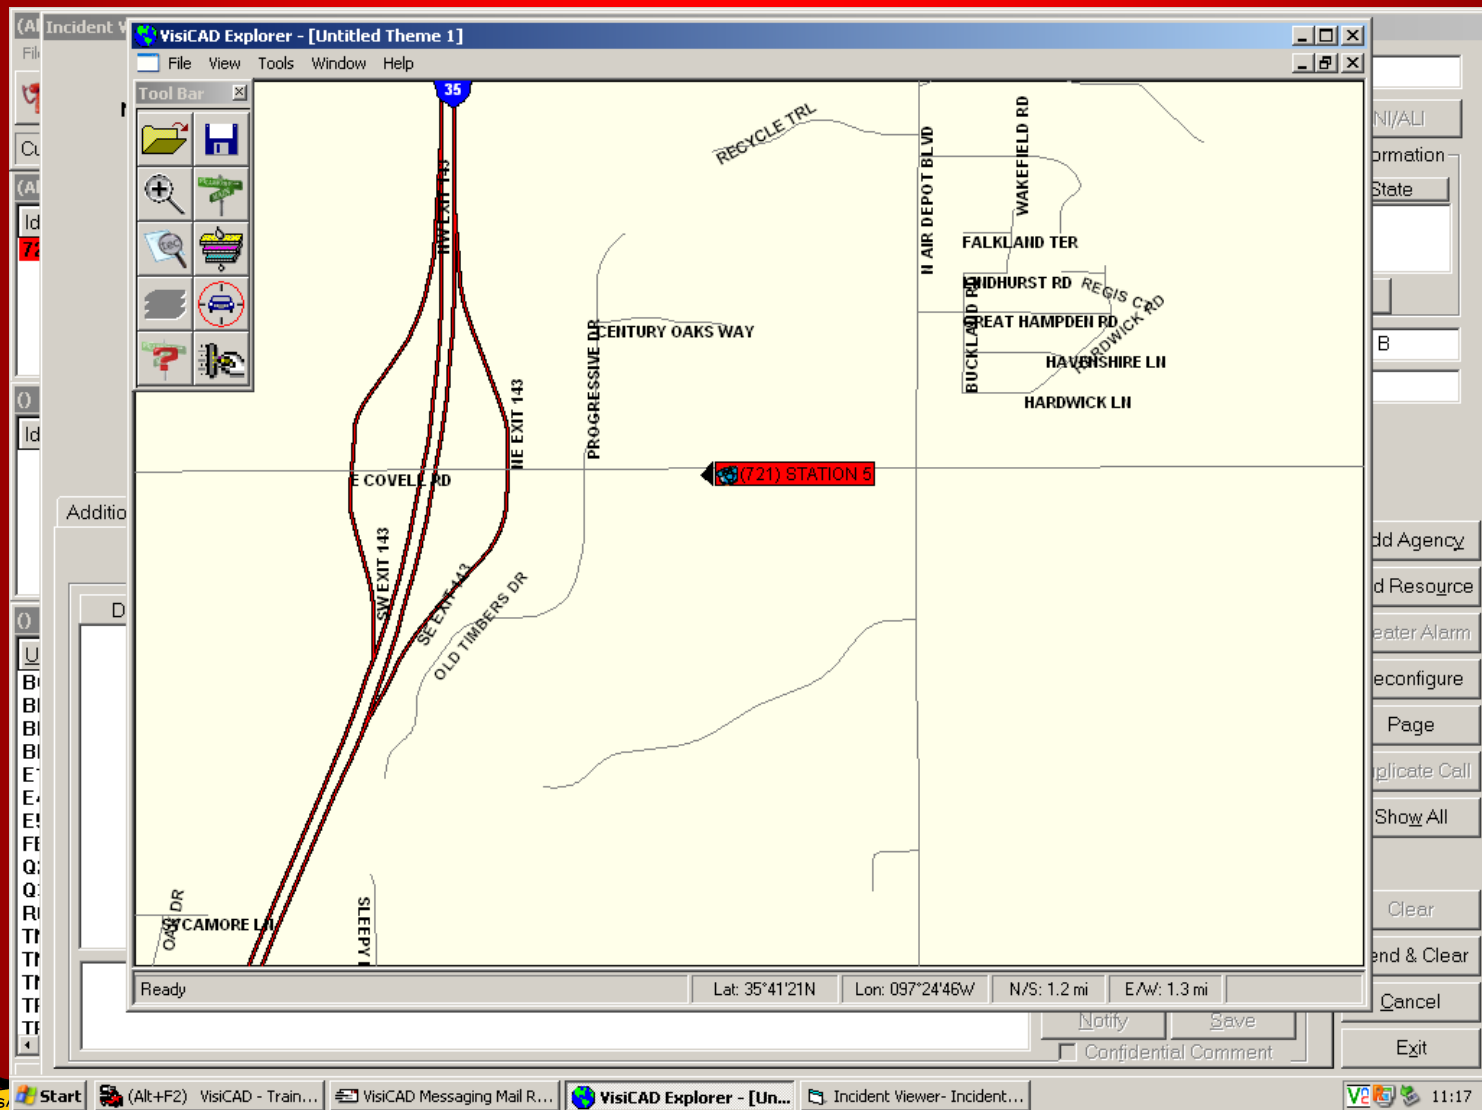 Incident V
VisiCAD Explorer - [Untitled Theme 1]
File View Tools Window Help
Tool Bar
35
RECYCLE TRL
N AIR DEPOT BLVD
WAKEFIELD RD
NW EXIT 143
FALKLAND TER
LINDHURST RD
REGIS CT
GREAT HAMPDEN RD
HARDWICK RD
BUCKLAND RD
HAVENSHIRE LN
HARDWICK LN
CENTURY OAKS WAY
PROGRESSIVE DR
NE EXIT 143
E COVELL RD
(721) STATION 5
SW EXIT 143
SE EXIT 143
OLD TIMBERS DR
OAK DR
SYCAMORE LN
SLEEPY
Ready
Lat: 35°41'21N Lon: 097°24'46W N/S: 1.2 mi E/W: 1.3 mi
NI/ALI
ormation
State
B
Additio
D
dd Agency
d Resource
eater Alarm
econfigure
Page
uplicate Call
Show All
Clear
end & Clear
Cancel
Exit
Notify Save
Confidential Comment
Start (Alt+F2) VisiCAD - Train... VisiCAD Messaging Mail R... VisiCAD Explorer - [Un... Incident Viewer- Incident... 11:17